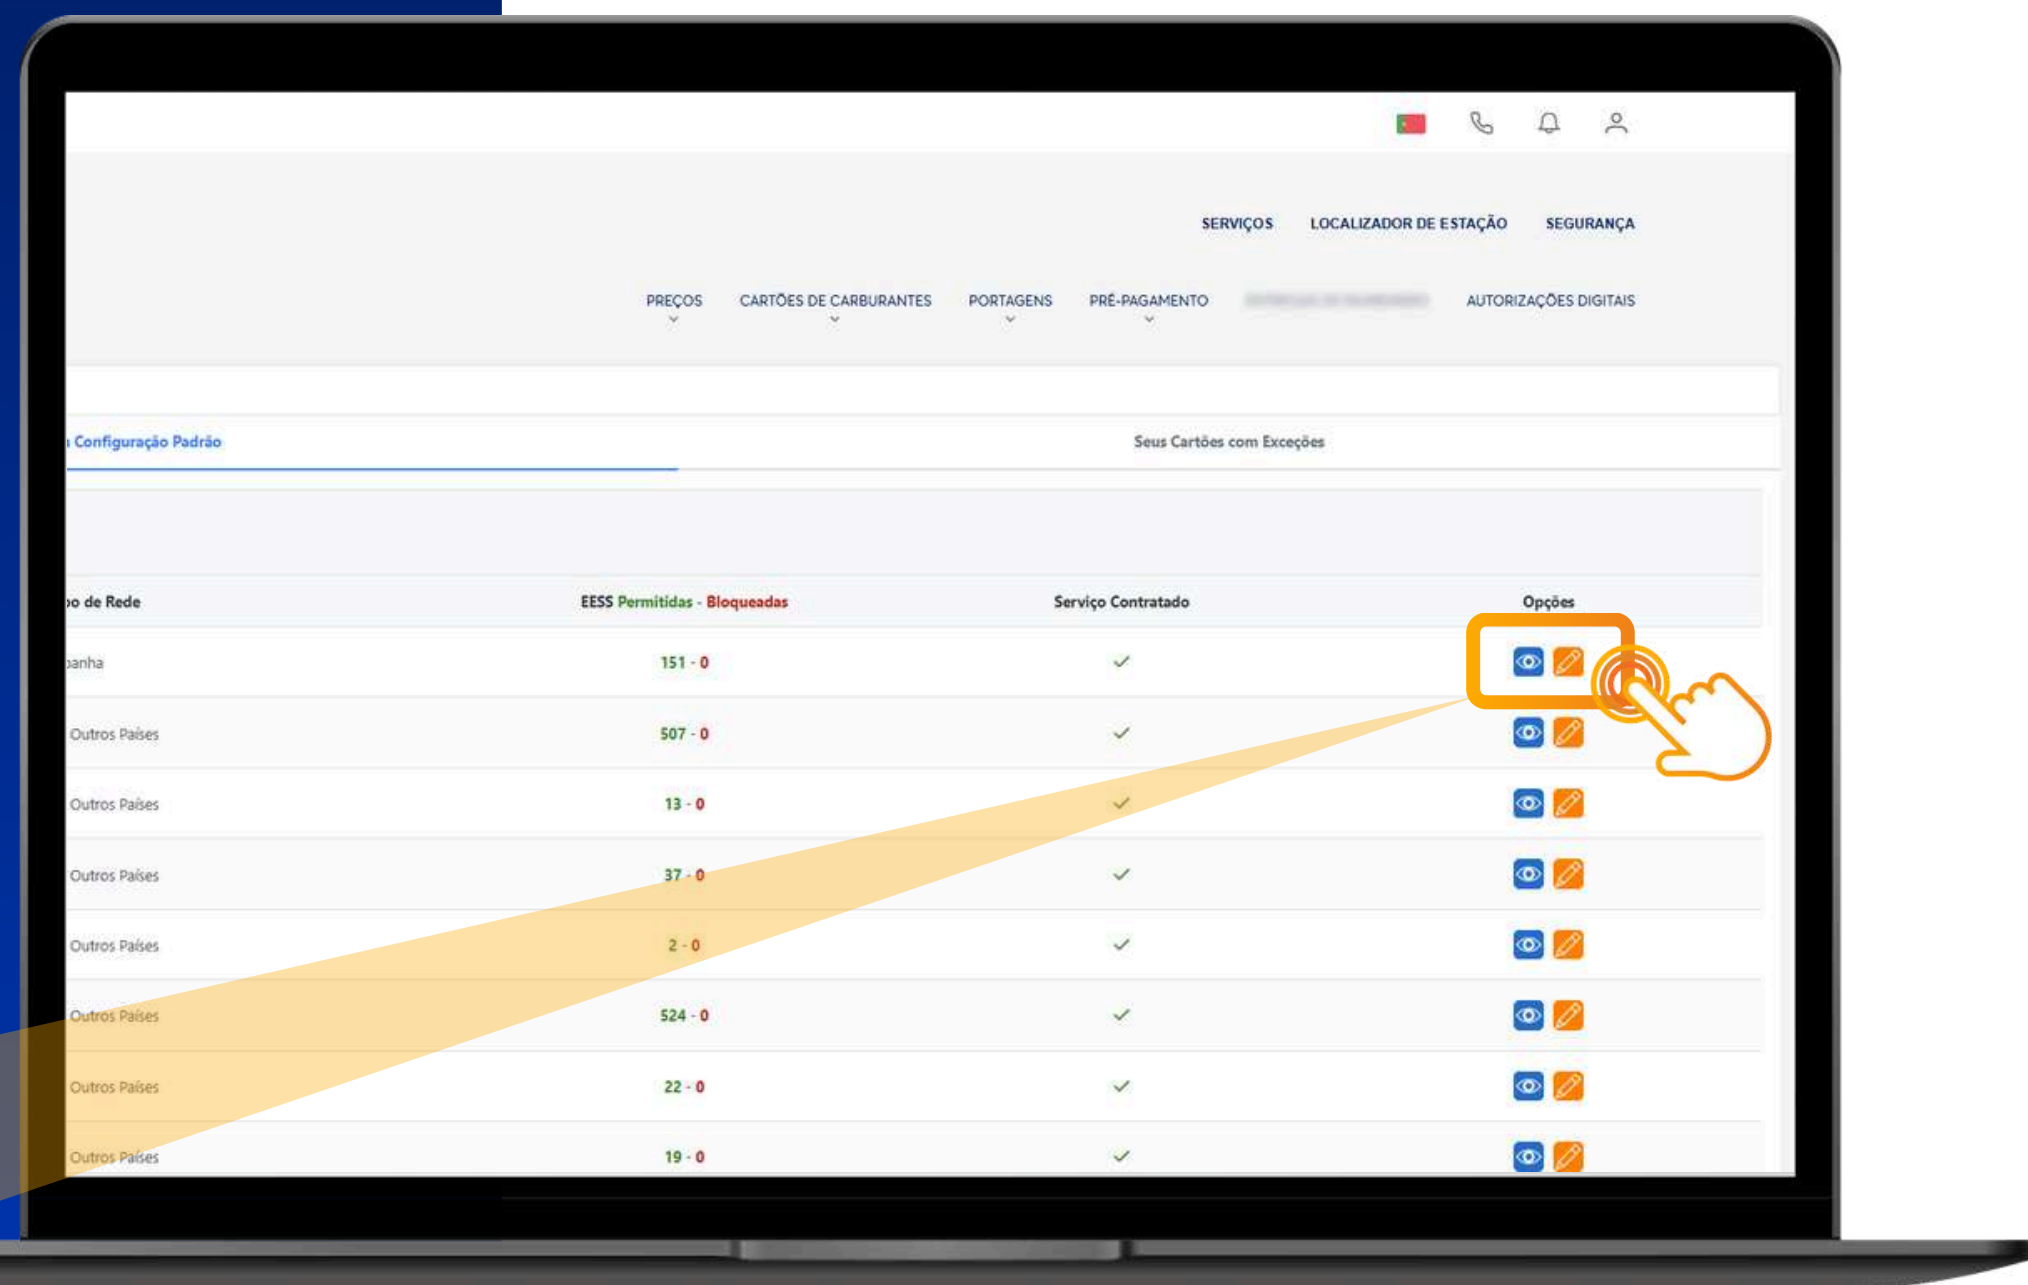 SERVIÇOS LOCALIZADOR DE ESTAÇÃO SEGURANÇA
PREÇOS CARTÕES DE CARBURANTES PORTAGENS PRÉ-PAGAMENTO AUTORIZAÇÕES DIGITAIS
Configuração Padrão Seus Cartões com Exceções
po de Rede EESS Permitidas - Bloqueadas Serviço Contratado Opções
panha 151 - 0
Outros Países 507 - 0
Outros Países 13 - 0
Outros Países 37 - 0
Outros Países 2 - 0
Outros Países 524 - 0
Outros Países 22 - 0
Outros Países 19 - 0